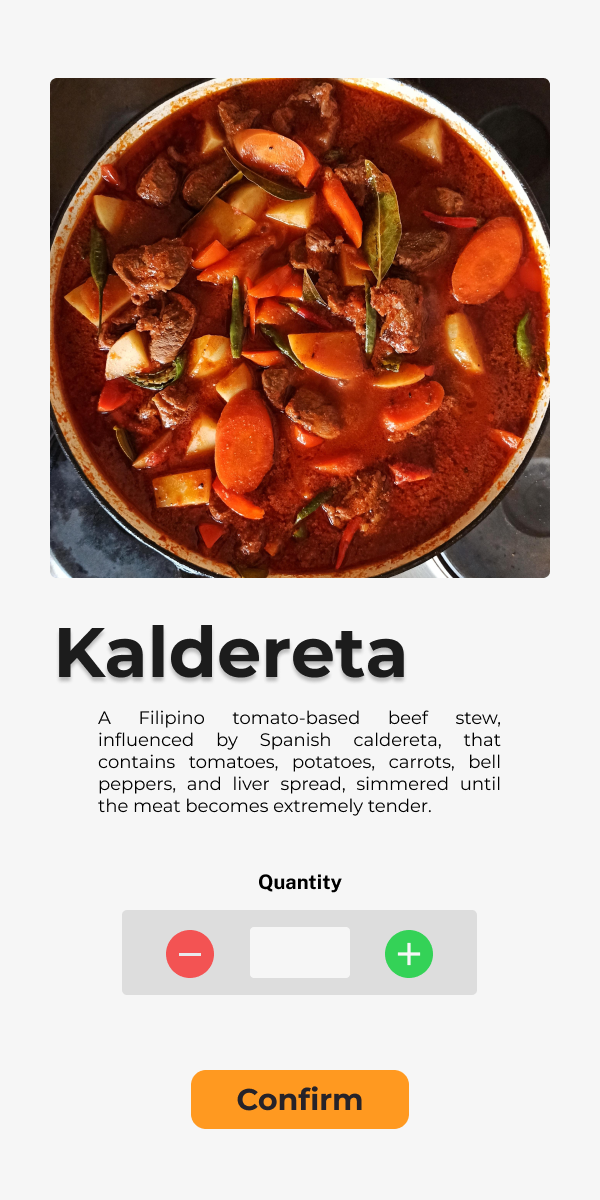 Kaldereta
A Filipino tomato-based beef stew,
influenced by Spanish caldereta, that
contains tomatoes, potatoes, carrots, bell
peppers, and liver spread, simmered until
the meat becomes extremely tender.
Quantity
Confirm